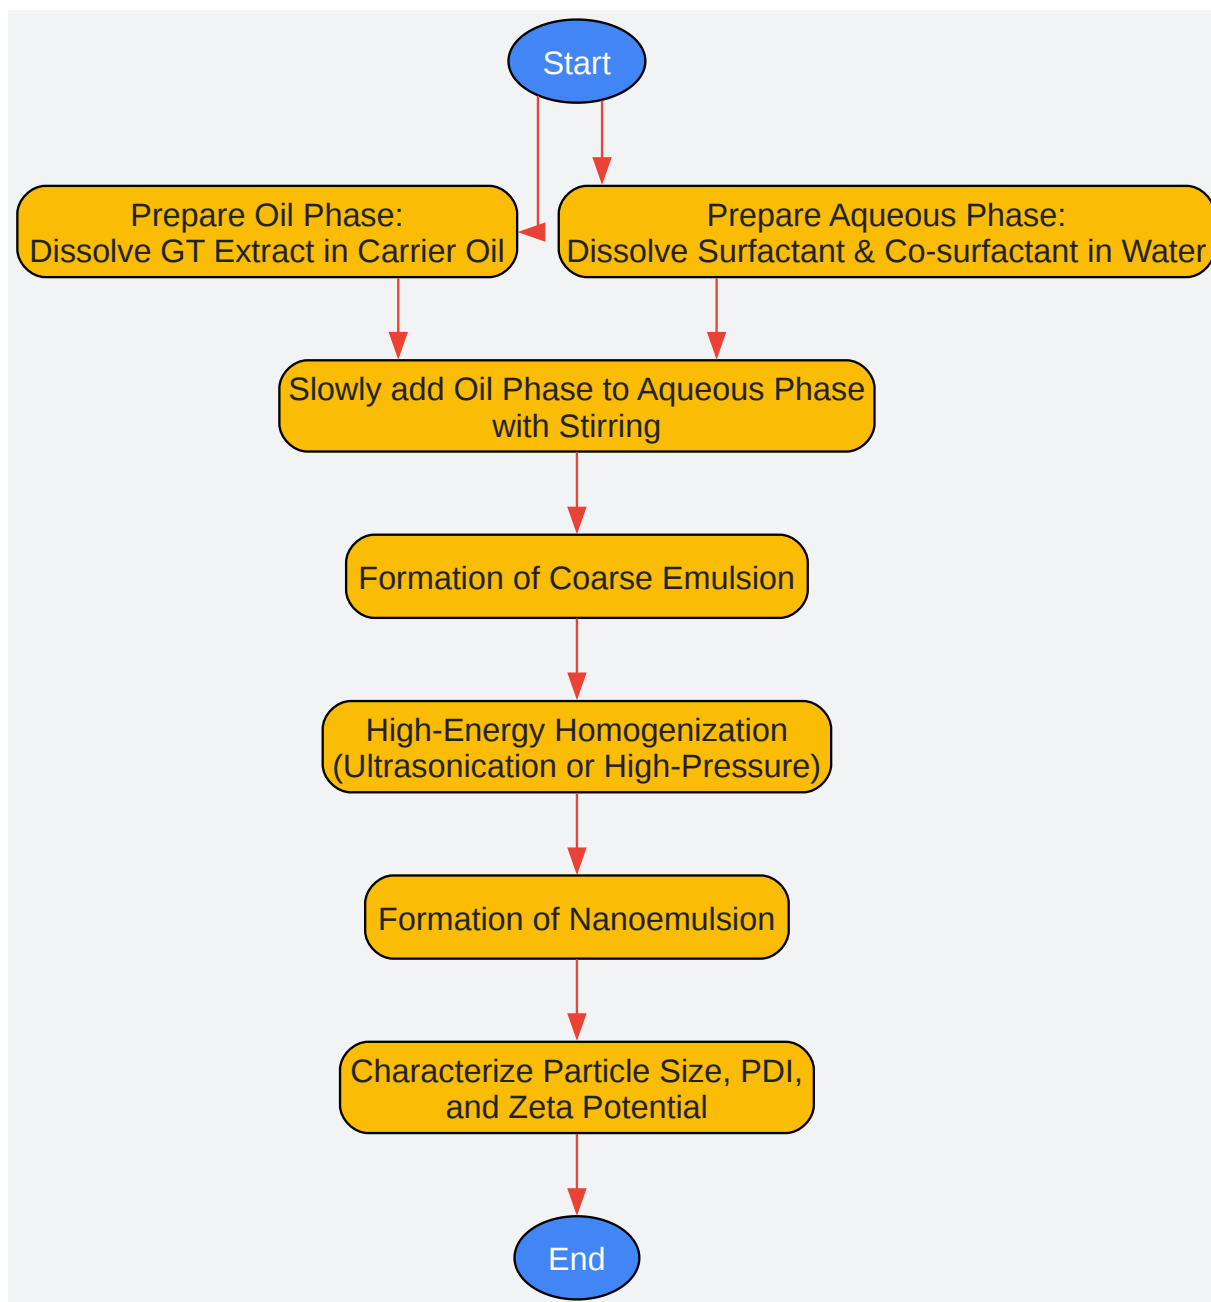 Start
Prepare Oil Phase:
Dissolve GT Extract in Carrier Oil
Prepare Aqueous Phase:
Dissolve Surfactant & Co-surfactant in Water
Slowly add Oil Phase to Aqueous Phase
with Stirring
Formation of Coarse Emulsion
High-Energy Homogenization
(Ultrasonication or High-Pressure)
Formation of Nanoemulsion
Characterize Particle Size, PDI,
and Zeta Potential
End